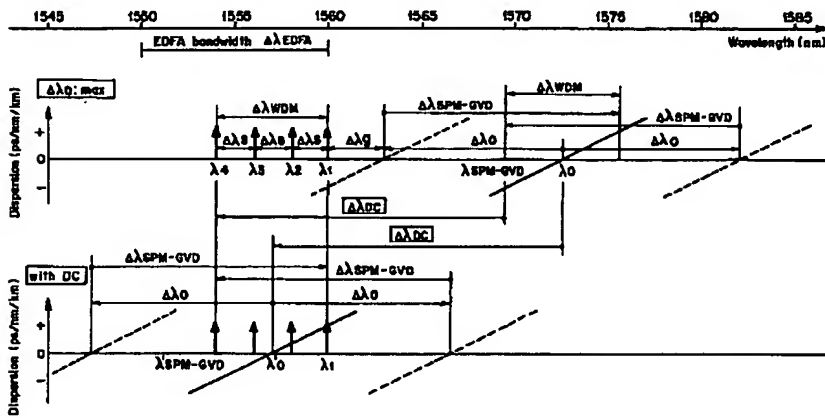 1545 1550 1555 1560 1565 1570 1575 1580 1585
Wavelength (nm)
EDFA bandwidth ΔλEDFA
Δλ0:max
Dispersion (ps/nm/km)
+
0
−
ΔλWDM
ΔλSPM-GVD
ΔλWDM
ΔλSPM-GVD
ΔλS ΔλS ΔλS Δλg Δλ0 Δλ0
λ4 λ3 λ2 λ1 λSPM-GVD λ0
ΔλDC
ΔλDC
with DC
Dispersion (ps/nm/km)
+
0
−
ΔλSPM-GVD
ΔλSPM-GVD
Δλ0 Δλ0
λ'SPM-GVD λ'0 λ1